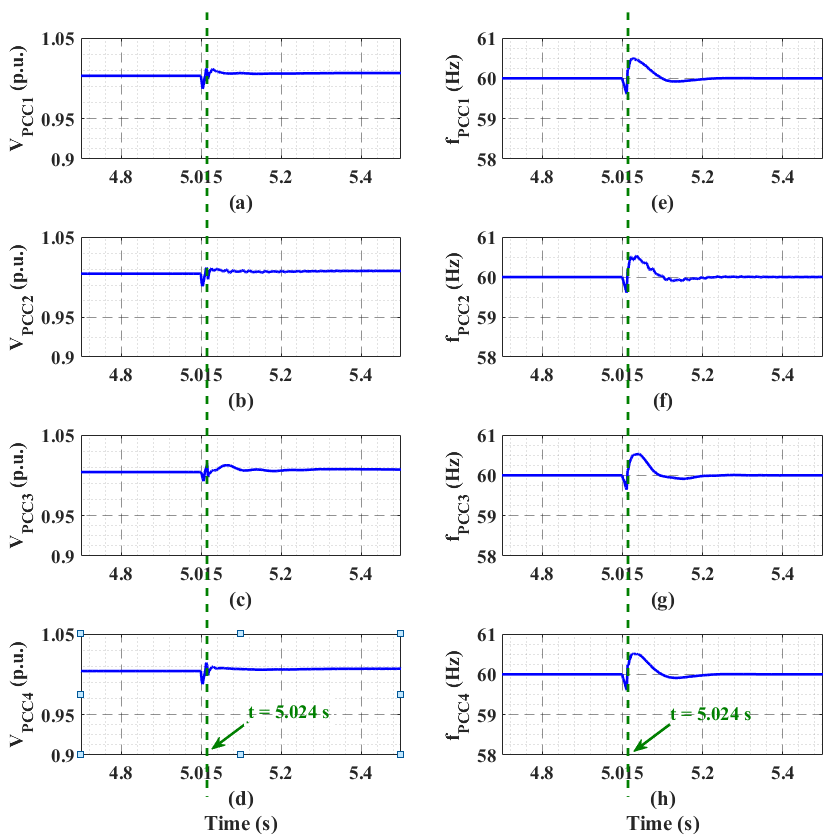 1.05
0.95
0.9
V_PCC1 (p.u.)
4.8 5.015 5.2 5.4
(a)
61
60
59
58
f_PCC1 (Hz)
4.8 5.015 5.2 5.4
(e)
1.05
0.95
0.9
V_PCC2 (p.u.)
4.8 5.015 5.2 5.4
(b)
61
60
59
58
f_PCC2 (Hz)
4.8 5.015 5.2 5.4
(f)
1.05
0.95
0.9
V_PCC3 (p.u.)
4.8 5.015 5.2 5.4
(c)
61
60
59
58
f_PCC3 (Hz)
4.8 5.015 5.2 5.4
(g)
1.05
0.95
0.9
V_PCC4 (p.u.)
t = 5.024 s
4.8 5.015 5.2 5.4
(d)
Time (s)
61
60
59
58
f_PCC4 (Hz)
t = 5.024 s
4.8 5.015 5.2 5.4
(h)
Time (s)